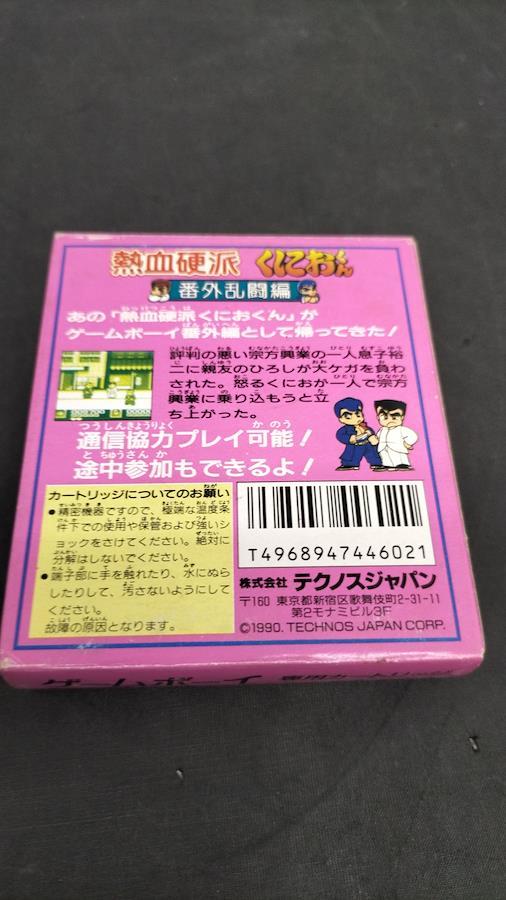 熱血硬派 くにおくん
番外乱闘編
あの「熱血硬派くにおくん」が
ゲームボーイ番外編として帰ってきた!
評判の悪い宗方興業の一人息子裕
二に親友のひろしが大ケガを負わ
された。怒るくにおが一人で宗方
興業に乗り込もうと立
ち上がった。
通信協力プレイ可能!
途中参加もできるよ!
カートリッジについてのお願い
●精密機器ですので、極端な温度条
件下での使用や保管および強いシ
ョックをさけてください。絶対に
分解はしないでください。
●端子部に手を触れたり、水にぬら
したりして、汚さないようにして
ください。
故障の原因となります。
T4968947446021
株式会社 テクノスジャパン
〒160 東京都新宿区歌舞伎町2-31-11
第2モナミビル3F
©1990. TECHNOS JAPAN CORP.
ゲームボーイ 専用カートリッジ